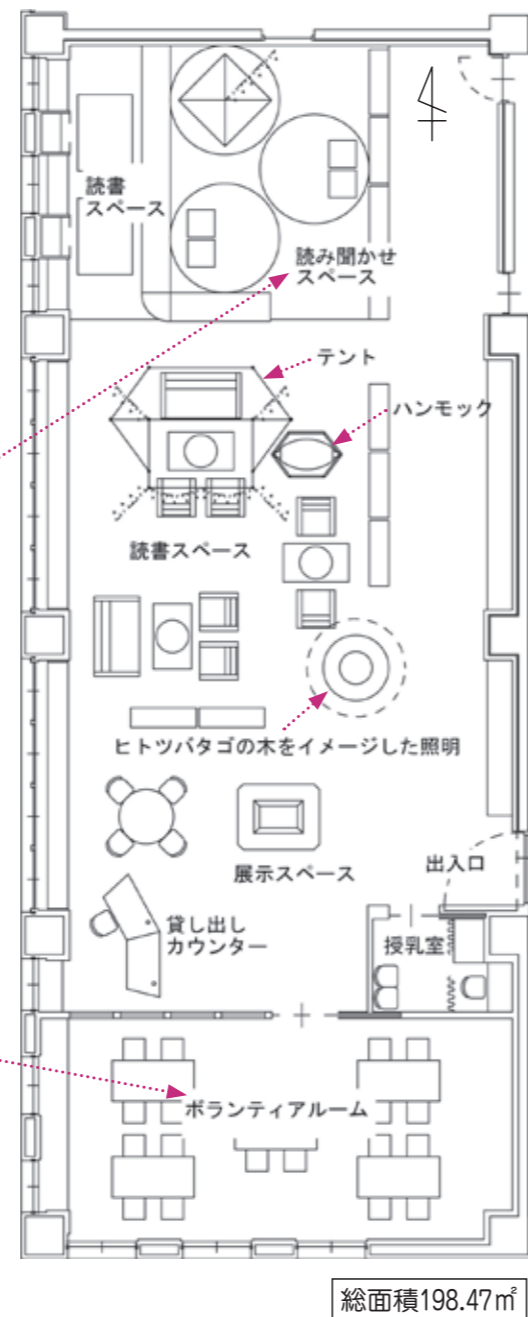 読書
スペース
読み聞かせ
スペース
テント
ハンモック
読書スペース
ヒトツバタゴの木をイメージした照明
展示スペース
出入口
貸し出し
カウンター
授乳室
ボランティアルーム
総面積198.47㎡